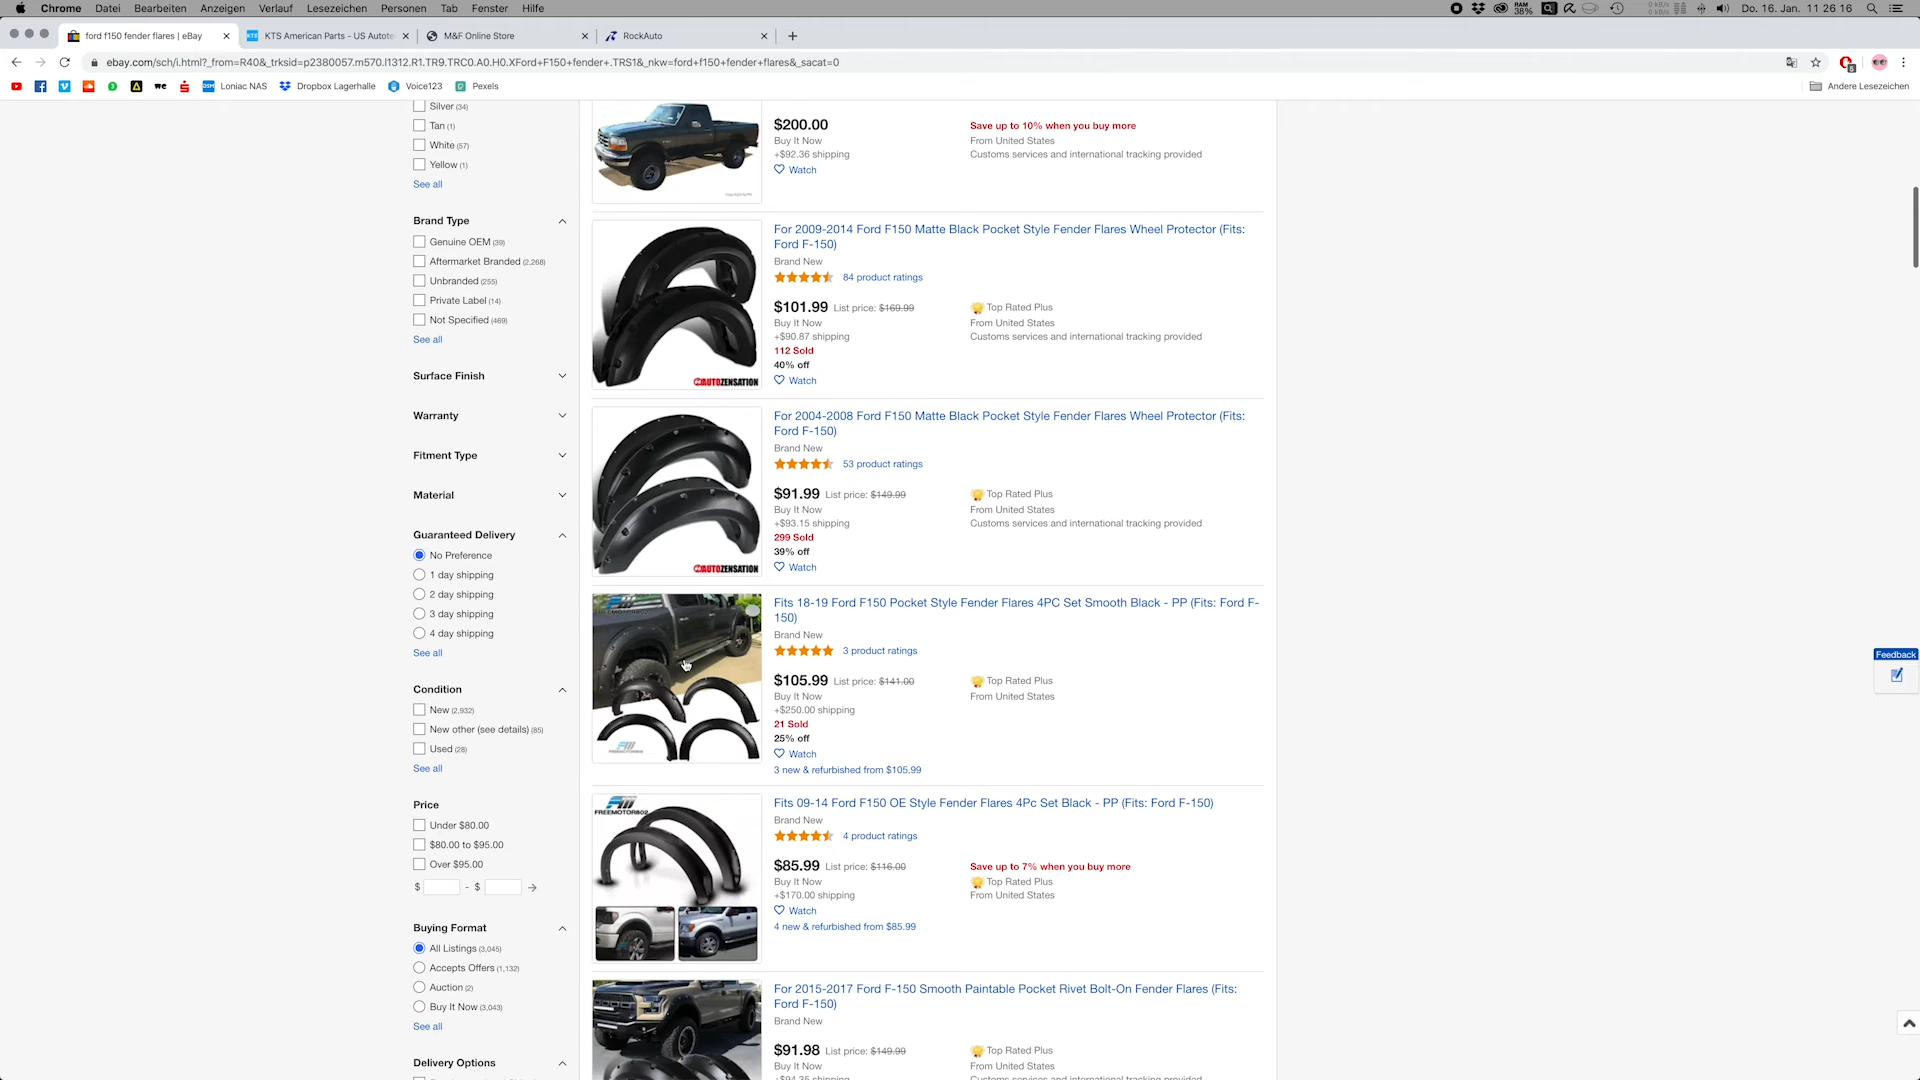 Chrome Datei Bearbeiten Anzeigen Verlauf Lesezeichen Personen Tab Fenster Hilfe
RAM 38% 0 kB/s 0 kB/s Do. 16. Jan. 11 26 16
ford f150 fender flares | eBay
KTS American Parts - US Autote
M&F Online Store
RockAuto
ebay.com/sch/i.html?_from=R40&_trksid=p2380057.m570.l1312.R1.TR9.TRC0.A0.H0.XFord+F150+fender+.TRS1&_nkw=ford+f150+fender+flares&_sacat=0
Loniac NAS Dropbox Lagerhalle Voice123 Pexels Andere Lesezeichen
Silver (34)
Tan (1)
White (57)
Yellow (1)
See all
Brand Type
Genuine OEM (39)
Aftermarket Branded (2,268)
Unbranded (255)
Private Label (14)
Not Specified (469)
See all
Surface Finish
Warranty
Fitment Type
Material
Guaranteed Delivery
No Preference
1 day shipping
2 day shipping
3 day shipping
4 day shipping
See all
Condition
New (2,932)
New other (see details) (85)
Used (28)
See all
Price
Under $80.00
$80.00 to $95.00
Over $95.00
$ - $
Buying Format
All Listings (3,045)
Accepts Offers (1,132)
Auction (2)
Buy It Now (3,043)
See all
Delivery Options
$200.00
Buy It Now
+$92.36 shipping
Watch
Save up to 10% when you buy more
From United States
Customs services and international tracking provided
For 2009-2014 Ford F150 Matte Black Pocket Style Fender Flares Wheel Protector (Fits:
Ford F-150)
Brand New
84 product ratings
$101.99 List price: $169.99
Buy It Now
+$90.87 shipping
112 Sold
40% off
Watch
Top Rated Plus
From United States
Customs services and international tracking provided
AUTOZENSATION
For 2004-2008 Ford F150 Matte Black Pocket Style Fender Flares Wheel Protector (Fits:
Ford F-150)
Brand New
53 product ratings
$91.99 List price: $149.99
Buy It Now
+$93.15 shipping
299 Sold
39% off
Watch
Top Rated Plus
From United States
Customs services and international tracking provided
AUTOZENSATION
Fits 18-19 Ford F150 Pocket Style Fender Flares 4PC Set Smooth Black - PP (Fits: Ford F-
150)
Brand New
3 product ratings
$105.99 List price: $141.00
Buy It Now
+$250.00 shipping
21 Sold
25% off
Watch
3 new & refurbished from $105.99
Top Rated Plus
From United States
FREEMOTOR802
FREEMOTOR802
Fits 09-14 Ford F150 OE Style Fender Flares 4Pc Set Black - PP (Fits: Ford F-150)
Brand New
4 product ratings
$85.99 List price: $116.00
Buy It Now
+$170.00 shipping
Watch
4 new & refurbished from $85.99
Save up to 7% when you buy more
Top Rated Plus
From United States
For 2015-2017 Ford F-150 Smooth Paintable Pocket Rivet Bolt-On Fender Flares (Fits:
Ford F-150)
Brand New
$91.98 List price: $149.99
Buy It Now
+$94.35 shipping
Top Rated Plus
From United States
Customs services and international tracking provided
Feedback